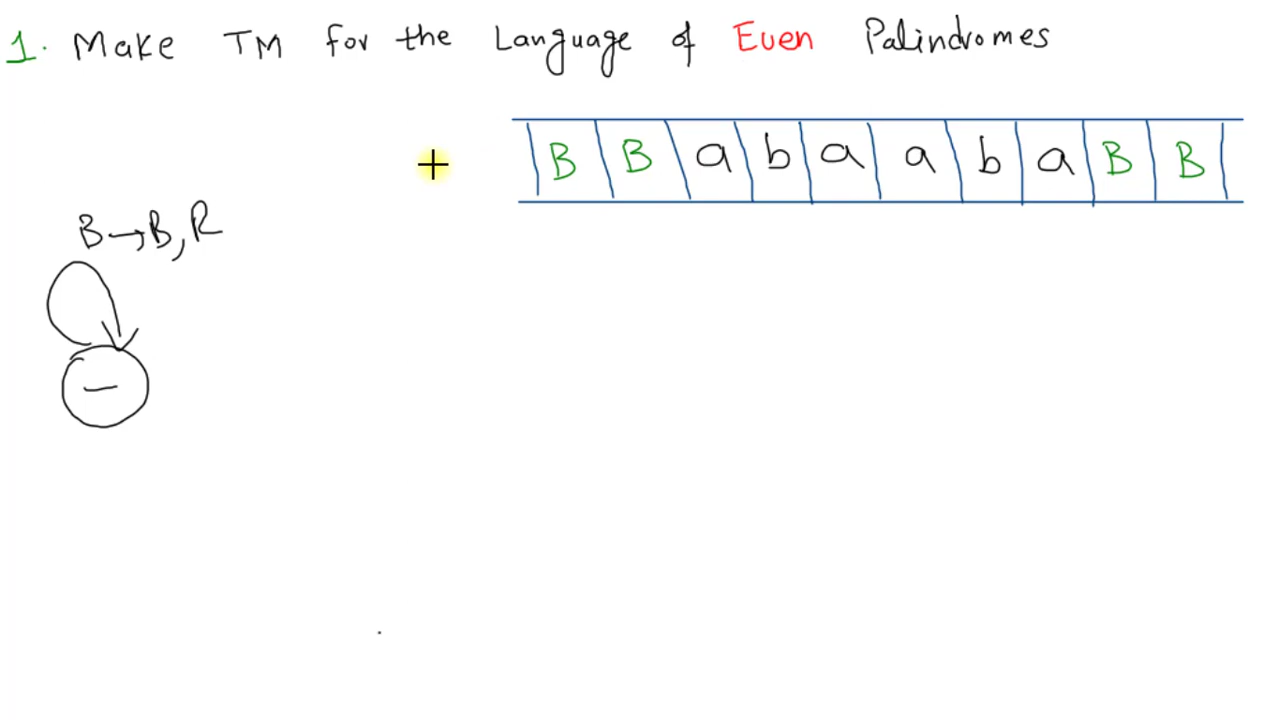 1. Make TM for the Language of Even Palindromes
B B a b a a b a B B
B→B,R
−